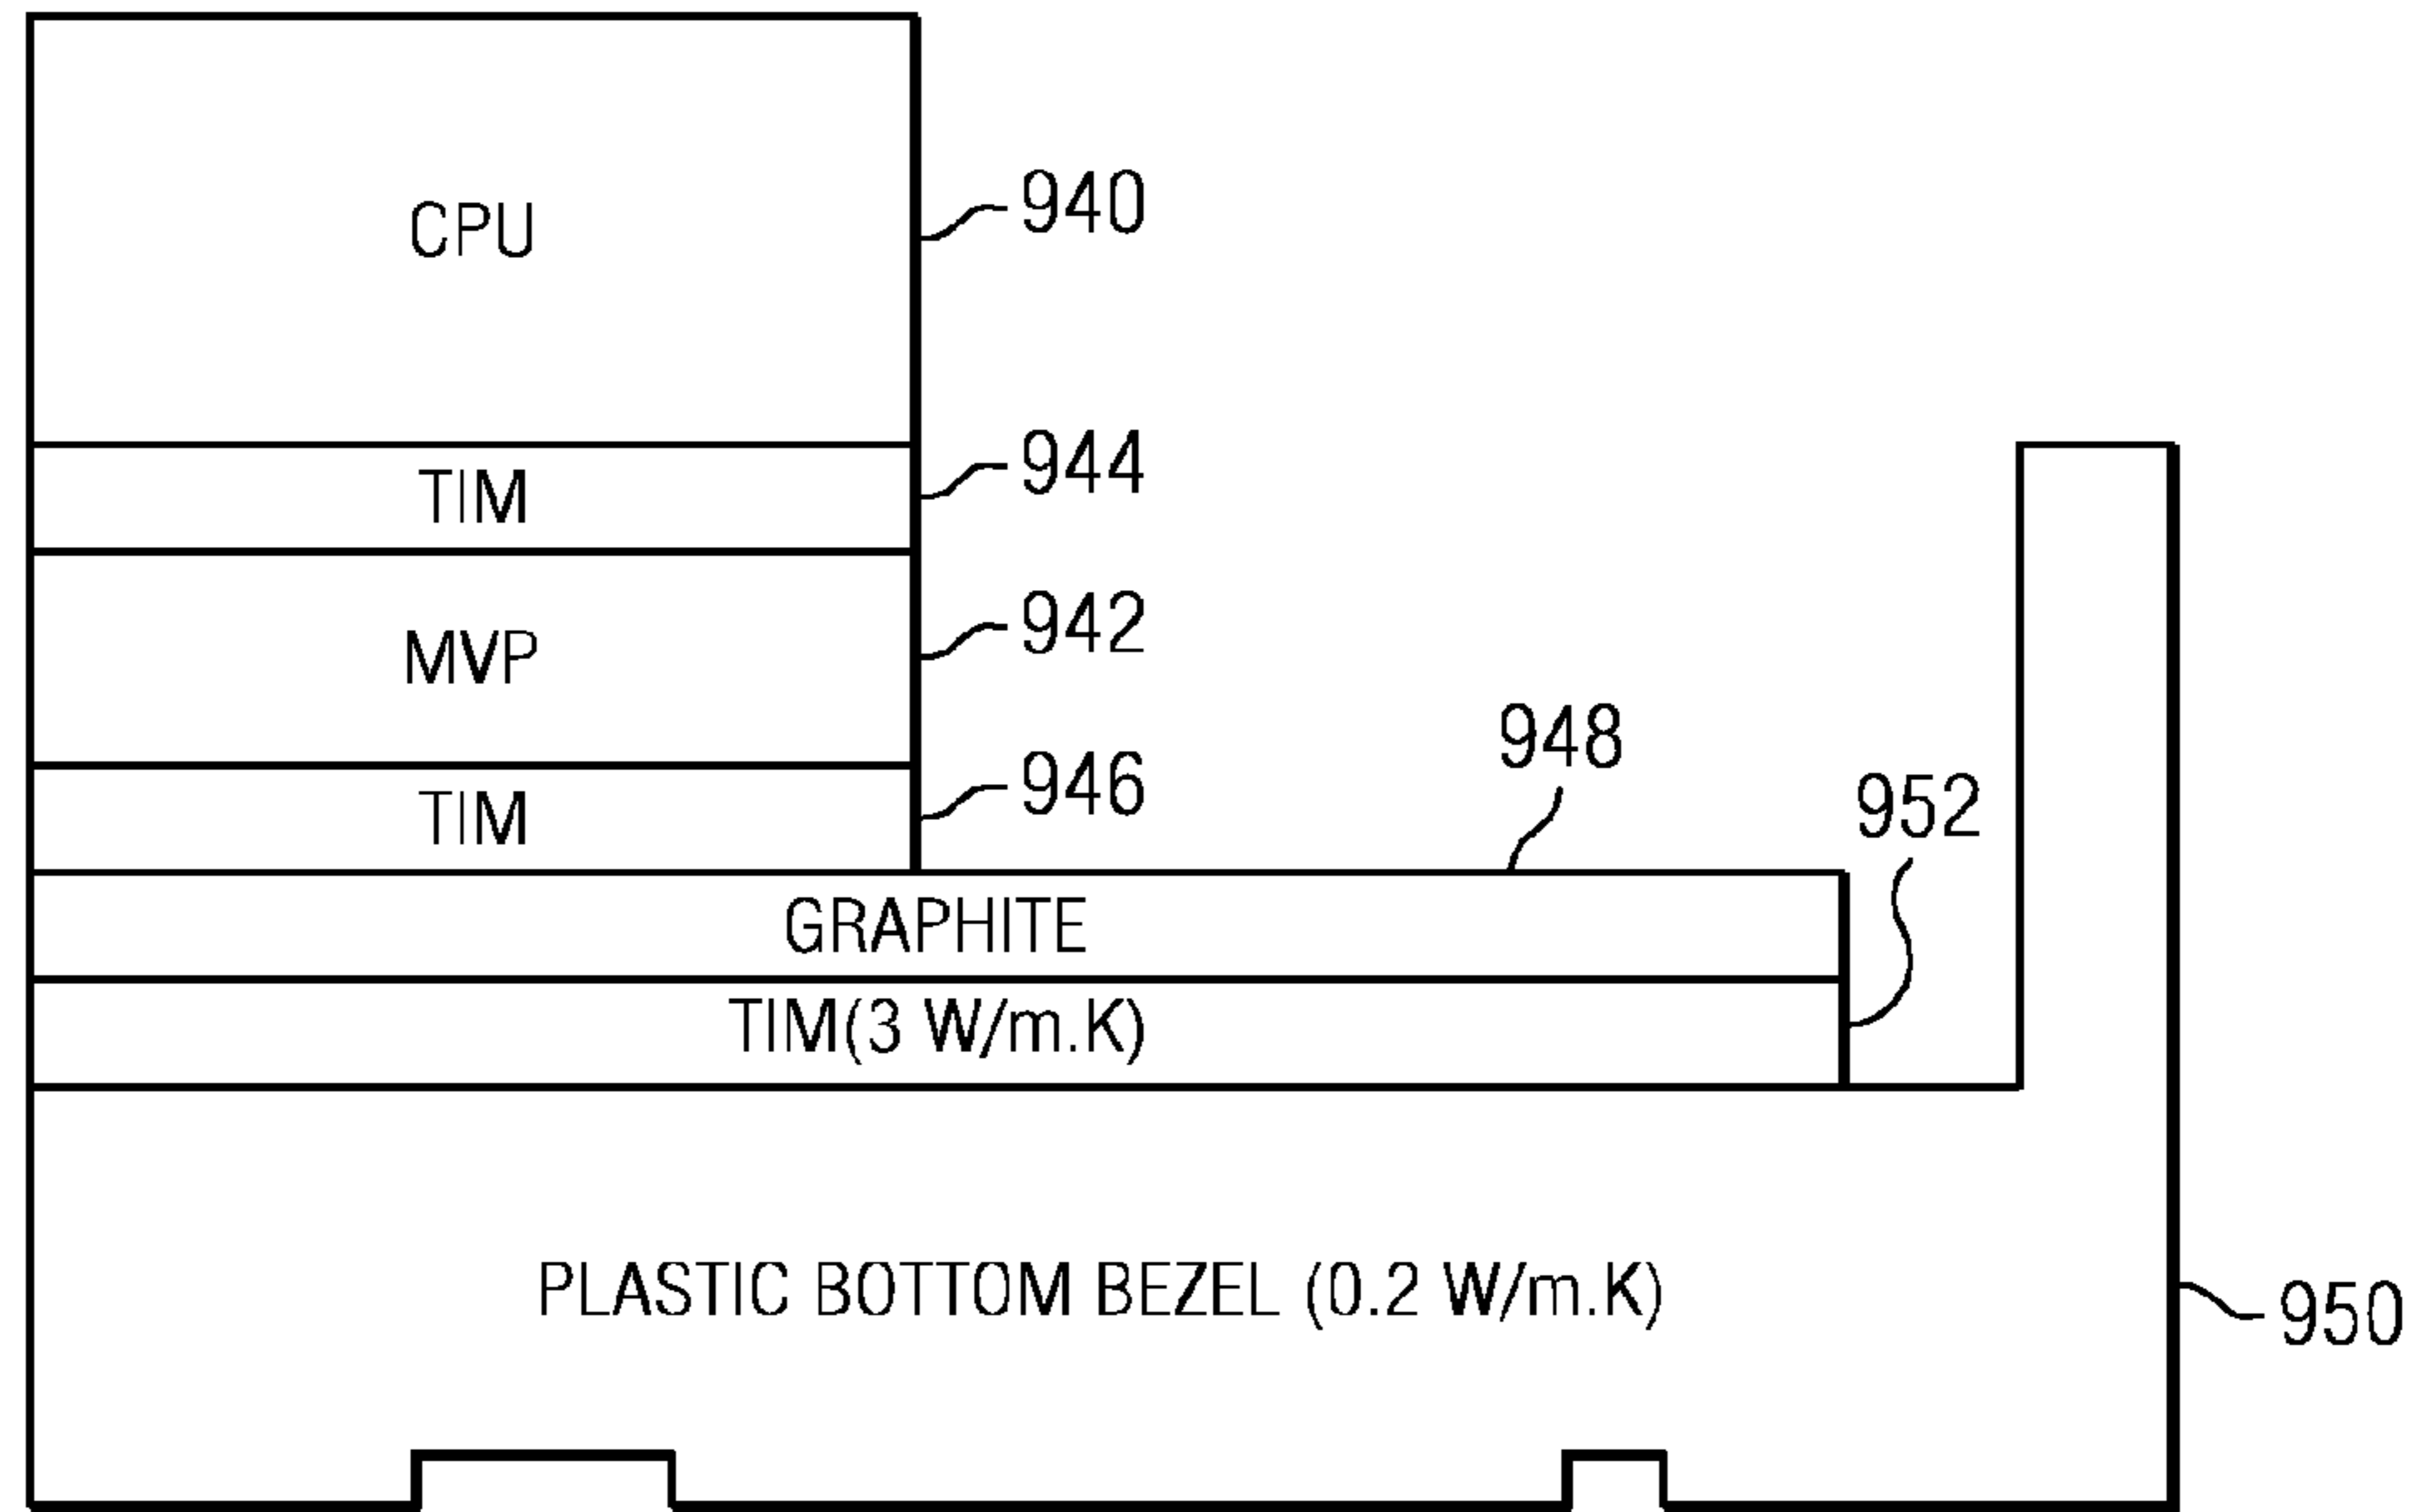 CPU
940
TIM
944
MVP
942
TIM
946
948
952
GRAPHITE
TIM(3 W/m.K)
PLASTIC BOTTOM BEZEL (0.2 W/m.K)
950